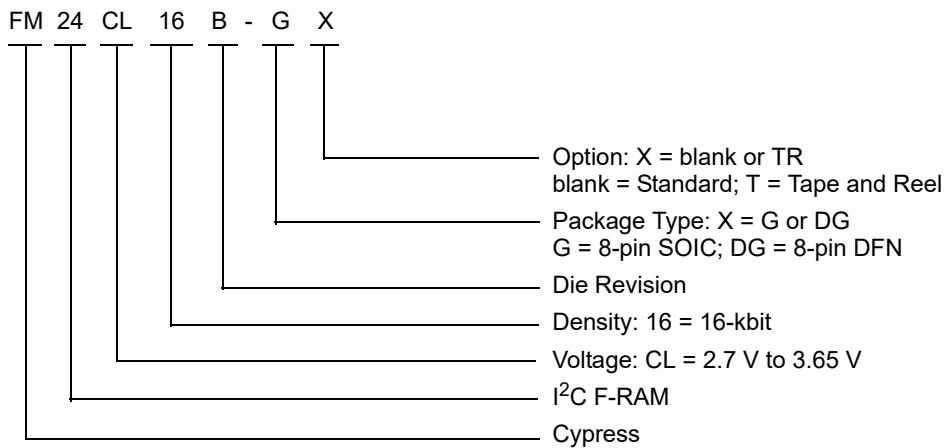 FM 24 CL 16 B - G X
Option: X = blank or TR
blank = Standard; T = Tape and Reel
Package Type: X = G or DG
G = 8-pin SOIC; DG = 8-pin DFN
Die Revision
Density: 16 = 16-kbit
Voltage: CL = 2.7 V to 3.65 V
I²C F-RAM
Cypress